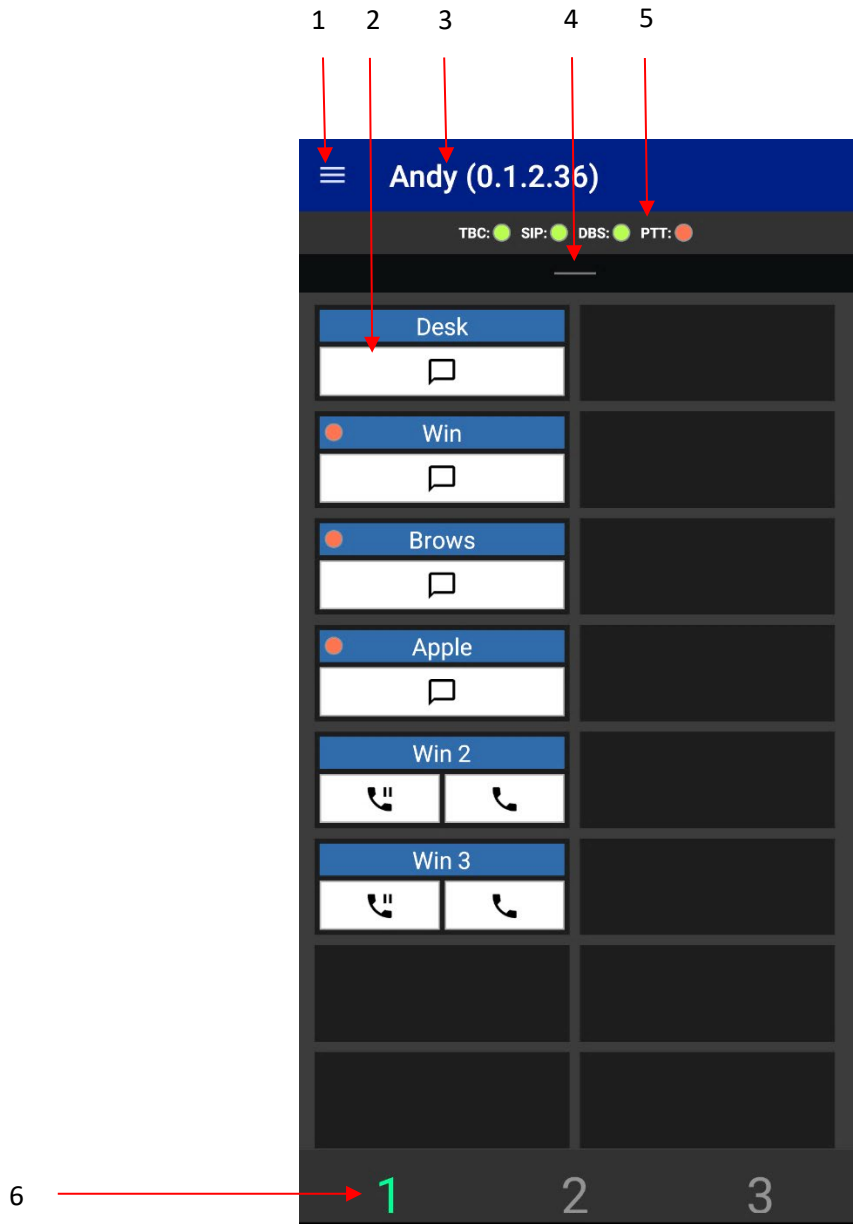 1 2 3 4 5
Andy (0.1.2.36)
TBC: SIP: DBS: PTT:
Desk
Win
Brows
Apple
Win 2
Win 3
6
1 2 3